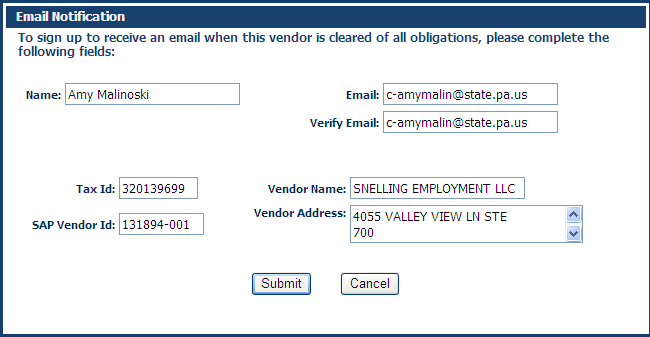 Email Notification
To sign up to receive an email when this vendor is cleared of all obligations, please complete the
following fields:
Name: Amy Malinoski
Email: c-amymalin@state.pa.us
Verify Email: c-amymalin@state.pa.us
Tax Id: 320139699
Vendor Name: SNELLING EMPLOYMENT LLC
SAP Vendor Id: 131894-001
Vendor Address: 4055 VALLEY VIEW LN STE
700
Submit
Cancel